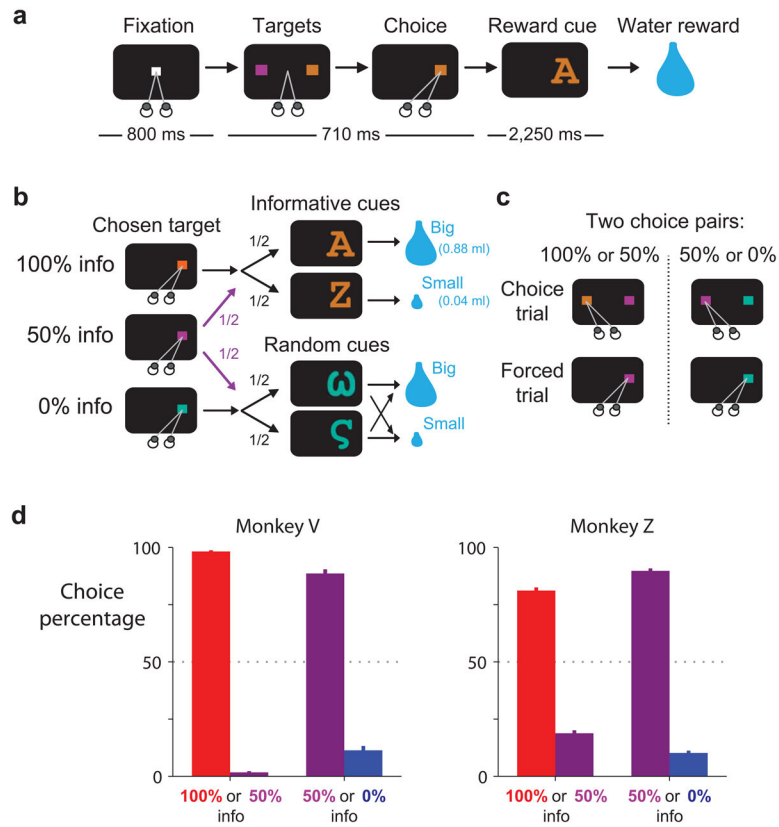 a
Fixation Targets Choice Reward cue Water reward
A
800 ms 710 ms 2,250 ms
b
Chosen target
Informative cues
100% info
1/2
A
Big
(0.88 ml)
1/2
Z
Small
(0.04 ml)
50% info
1/2
1/2
Random cues
0% info
1/2
ω
Big
1/2
ς
Small
c
Two choice pairs:
100% or 50% 50% or 0%
Choice
trial
Forced
trial
d
Monkey V
Choice
percentage
100
50
0
100% or 50%
info
50% or 0%
info
Monkey Z
100
50
0
100% or 50%
info
50% or 0%
info